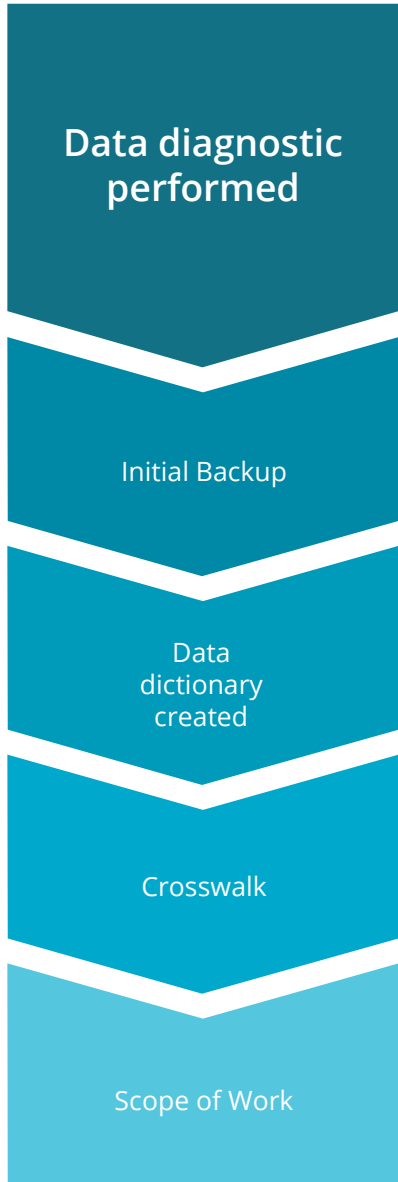 Data diagnostic
performed
Initial Backup
Data
dictionary
created
Crosswalk
Scope of Work